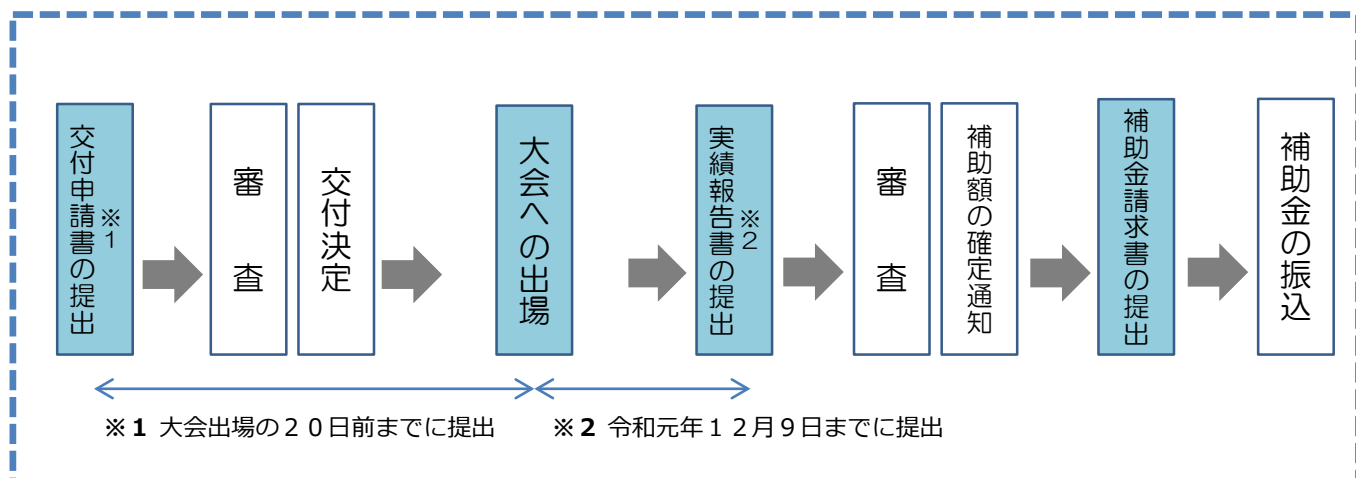 交付申請書の提出
※1
審査
交付決定
大会への出場
実績報告書の提出
※2
審査
補助額の確定通知
補助金請求書の提出
補助金の振込
※1 大会出場の２０日前までに提出
※2 令和元年１２月９日までに提出